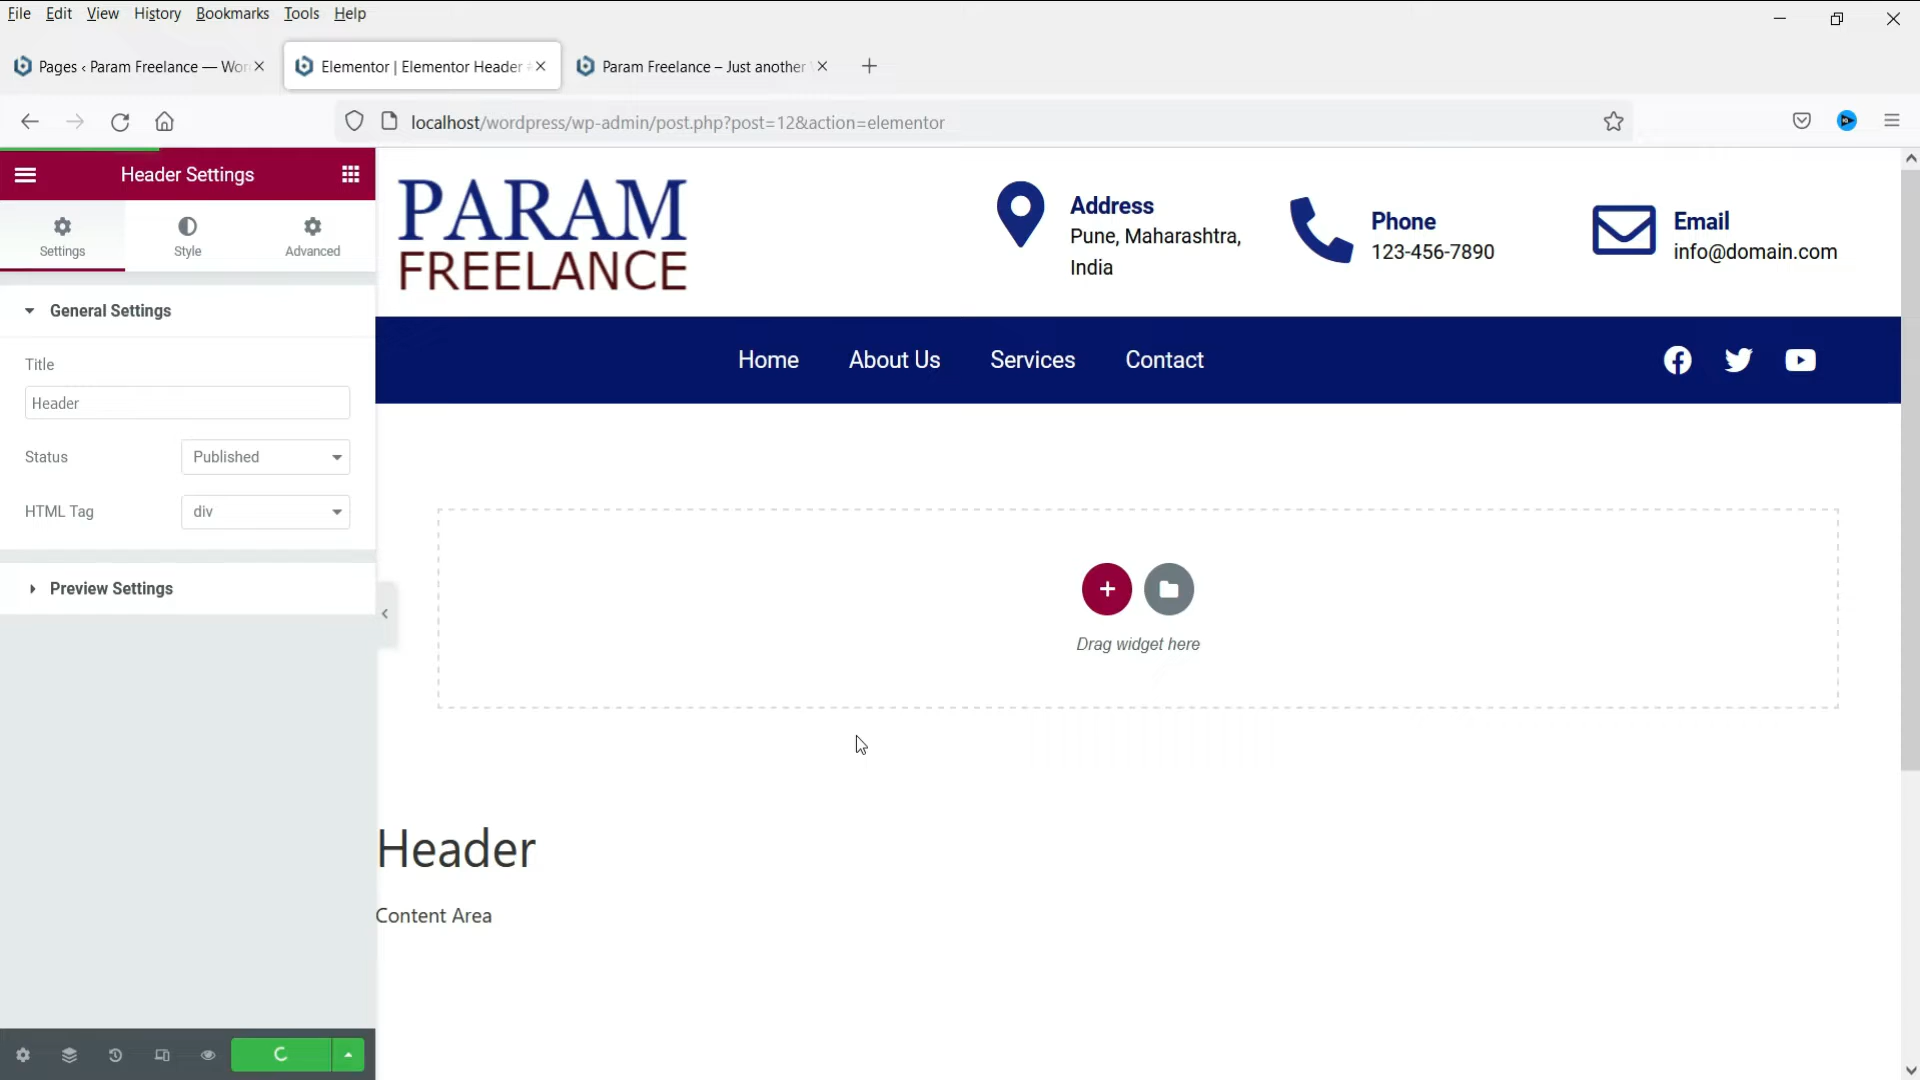 File Edit View History Bookmarks Tools Help
Pages ‹ Param Freelance — Wor
Elementor | Elementor Header
Param Freelance – Just another
localhost/wordpress/wp-admin/post.php?post=12&action=elementor
Header Settings
Settings
Style
Advanced
General Settings
Title
Header
Status
Published
HTML Tag
div
Preview Settings
PARAM
FREELANCE
Address
Pune, Maharashtra,
India
Phone
123-456-7890
Email
info@domain.com
Home
About Us
Services
Contact
Drag widget here
Header
Content Area